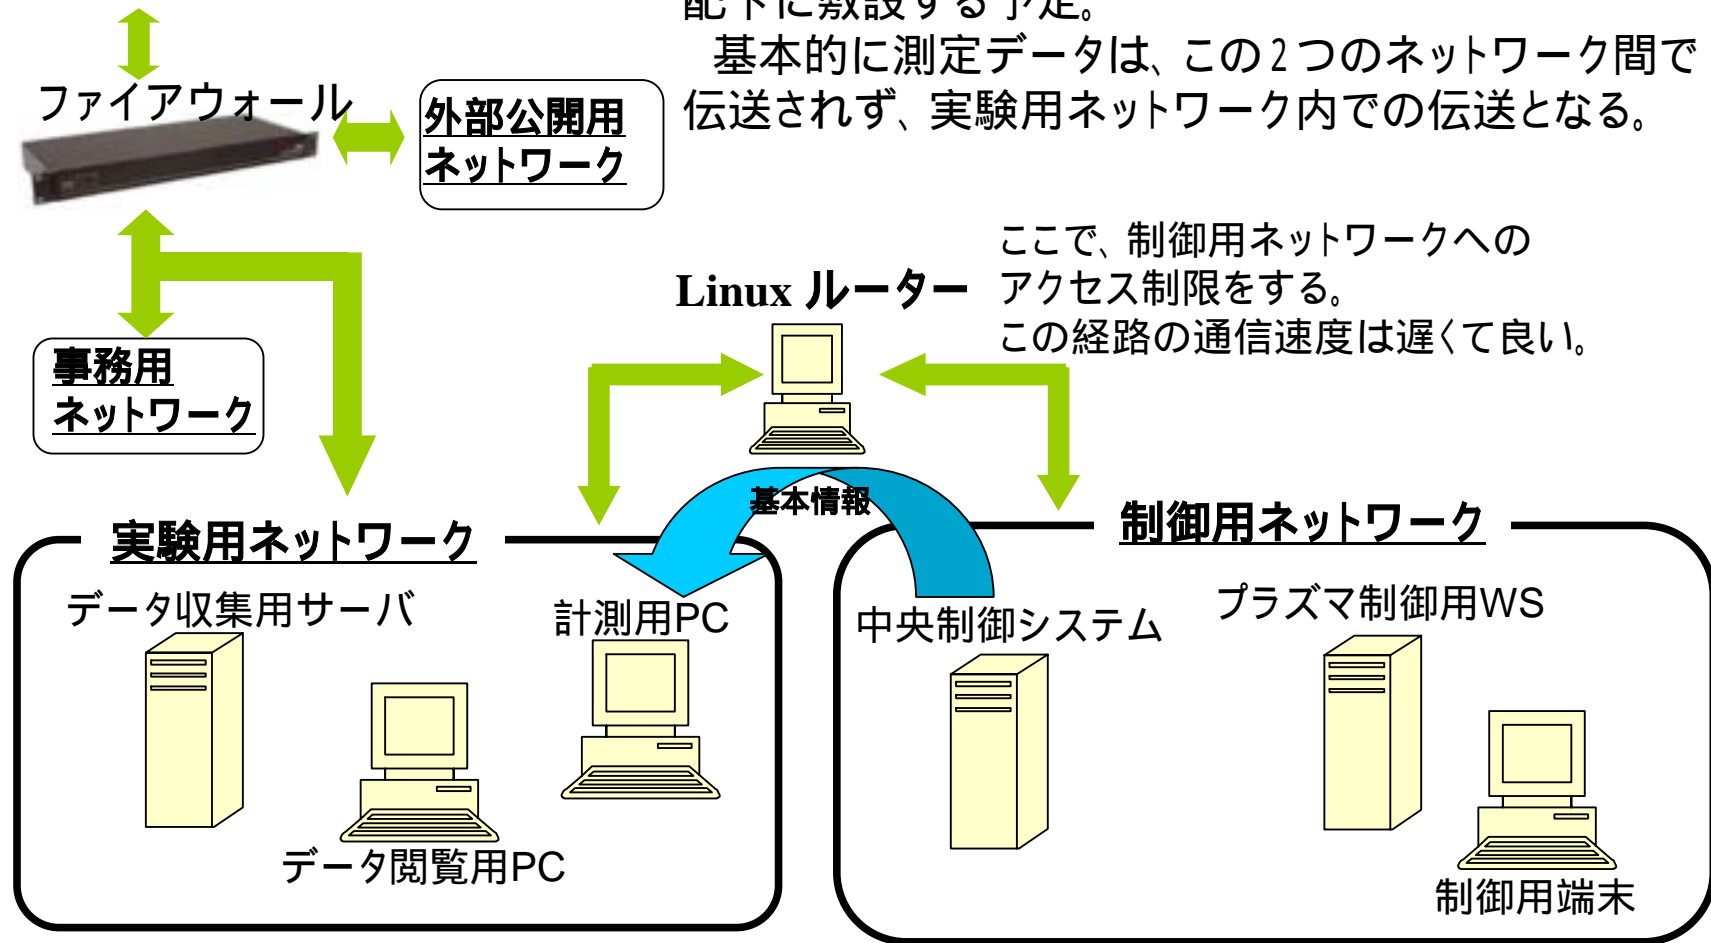 配下に敷設する予定。
基本的に測定データは、この2つのネットワーク間で
伝送されず、実験用ネットワーク内での伝送となる。
ファイアウォール
外部公開用
ネットワーク
ここで、制御用ネットワークへの
アクセス制限をする。
この経路の通信速度は遅くて良い。
Linux ルーター
事務用
ネットワーク
基本情報
実験用ネットワーク
制御用ネットワーク
データ収集用サーバ
計測用PC
中央制御システム
プラズマ制御用WS
データ閲覧用PC
制御用端末